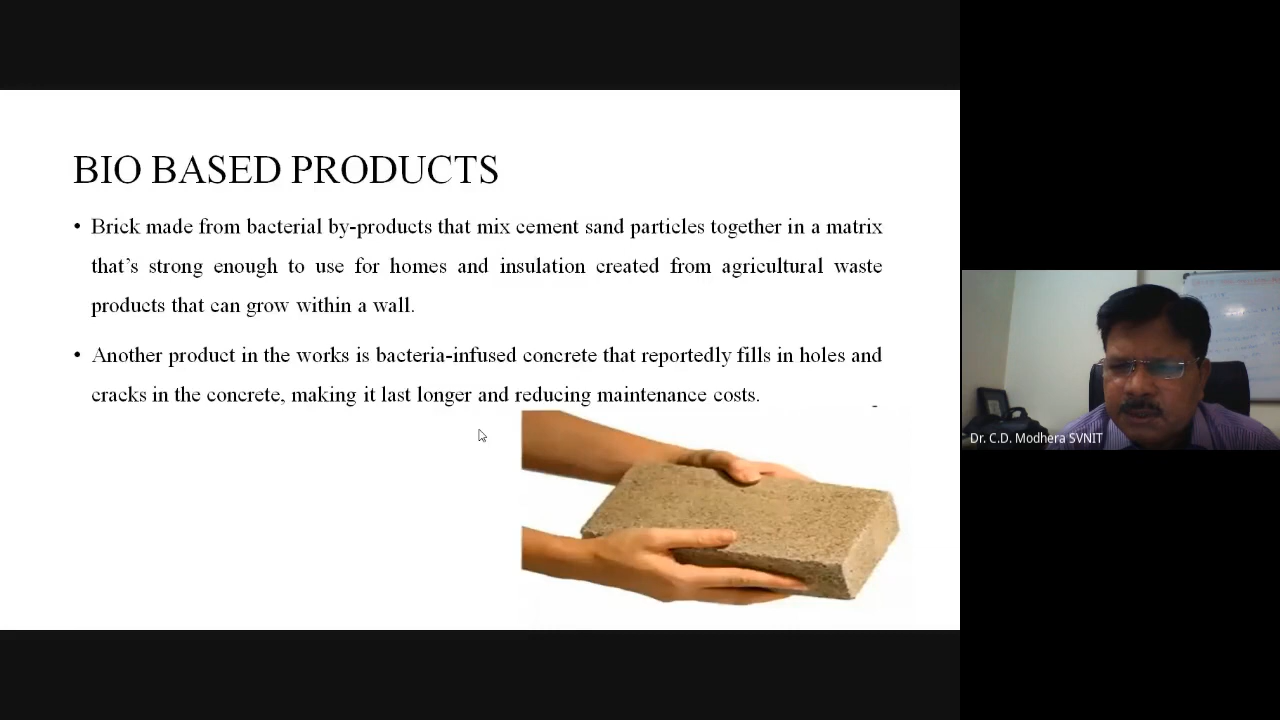 BIO BASED PRODUCTS
• Brick made from bacterial by-products that mix cement sand particles together in a matrix
that’s strong enough to use for homes and insulation created from agricultural waste
products that can grow within a wall.
• Another product in the works is bacteria-infused concrete that reportedly fills in holes and
cracks in the concrete, making it last longer and reducing maintenance costs.
Dr. C.D. Modhera SVNIT